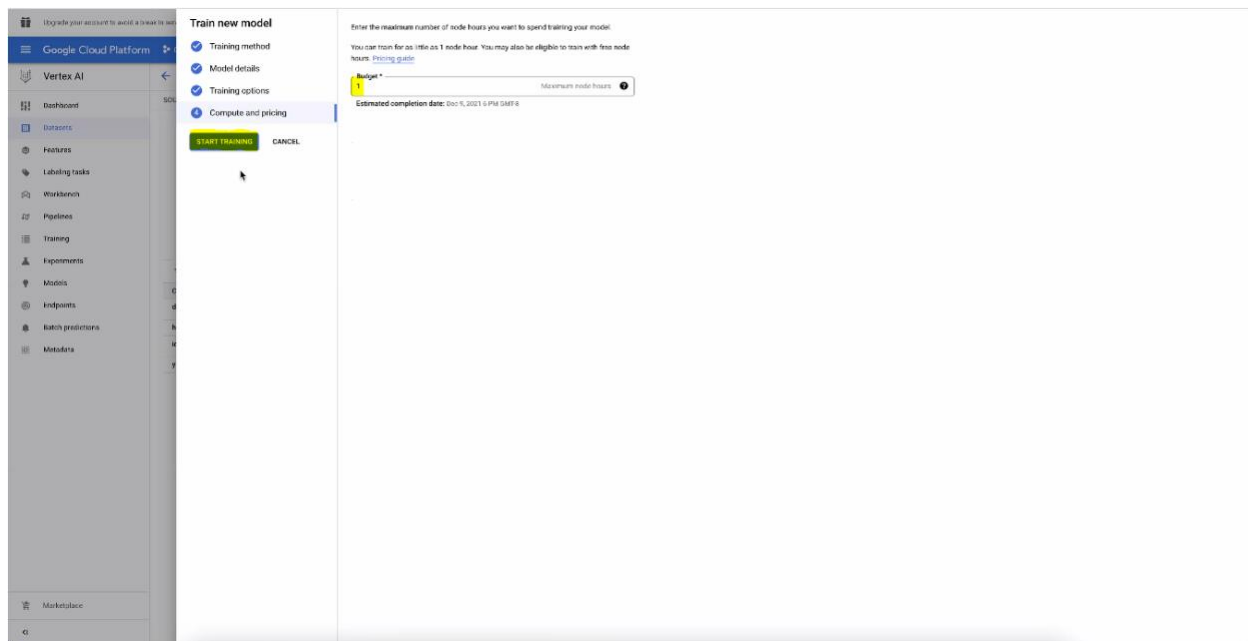 Upgrade your account to avoid a break in serv
Google Cloud Platform
Vertex AI
Dashboard
Datasets
Features
Labeling tasks
Workbench
Pipelines
Training
Experiments
Models
Endpoints
Batch predictions
Metadata
Marketplace
SOU
Train new model
Training method
Model details
Training options
4 Compute and pricing
START TRAINING CANCEL
Enter the maximum number of node hours you want to spend training your model.
You can train for as little as 1 node hour. You may also be eligible to train with free node
hours. Pricing guide
Budget *
1 Maximum node hours
Estimated completion date: Dec 9, 2021 6 PM GMT-8